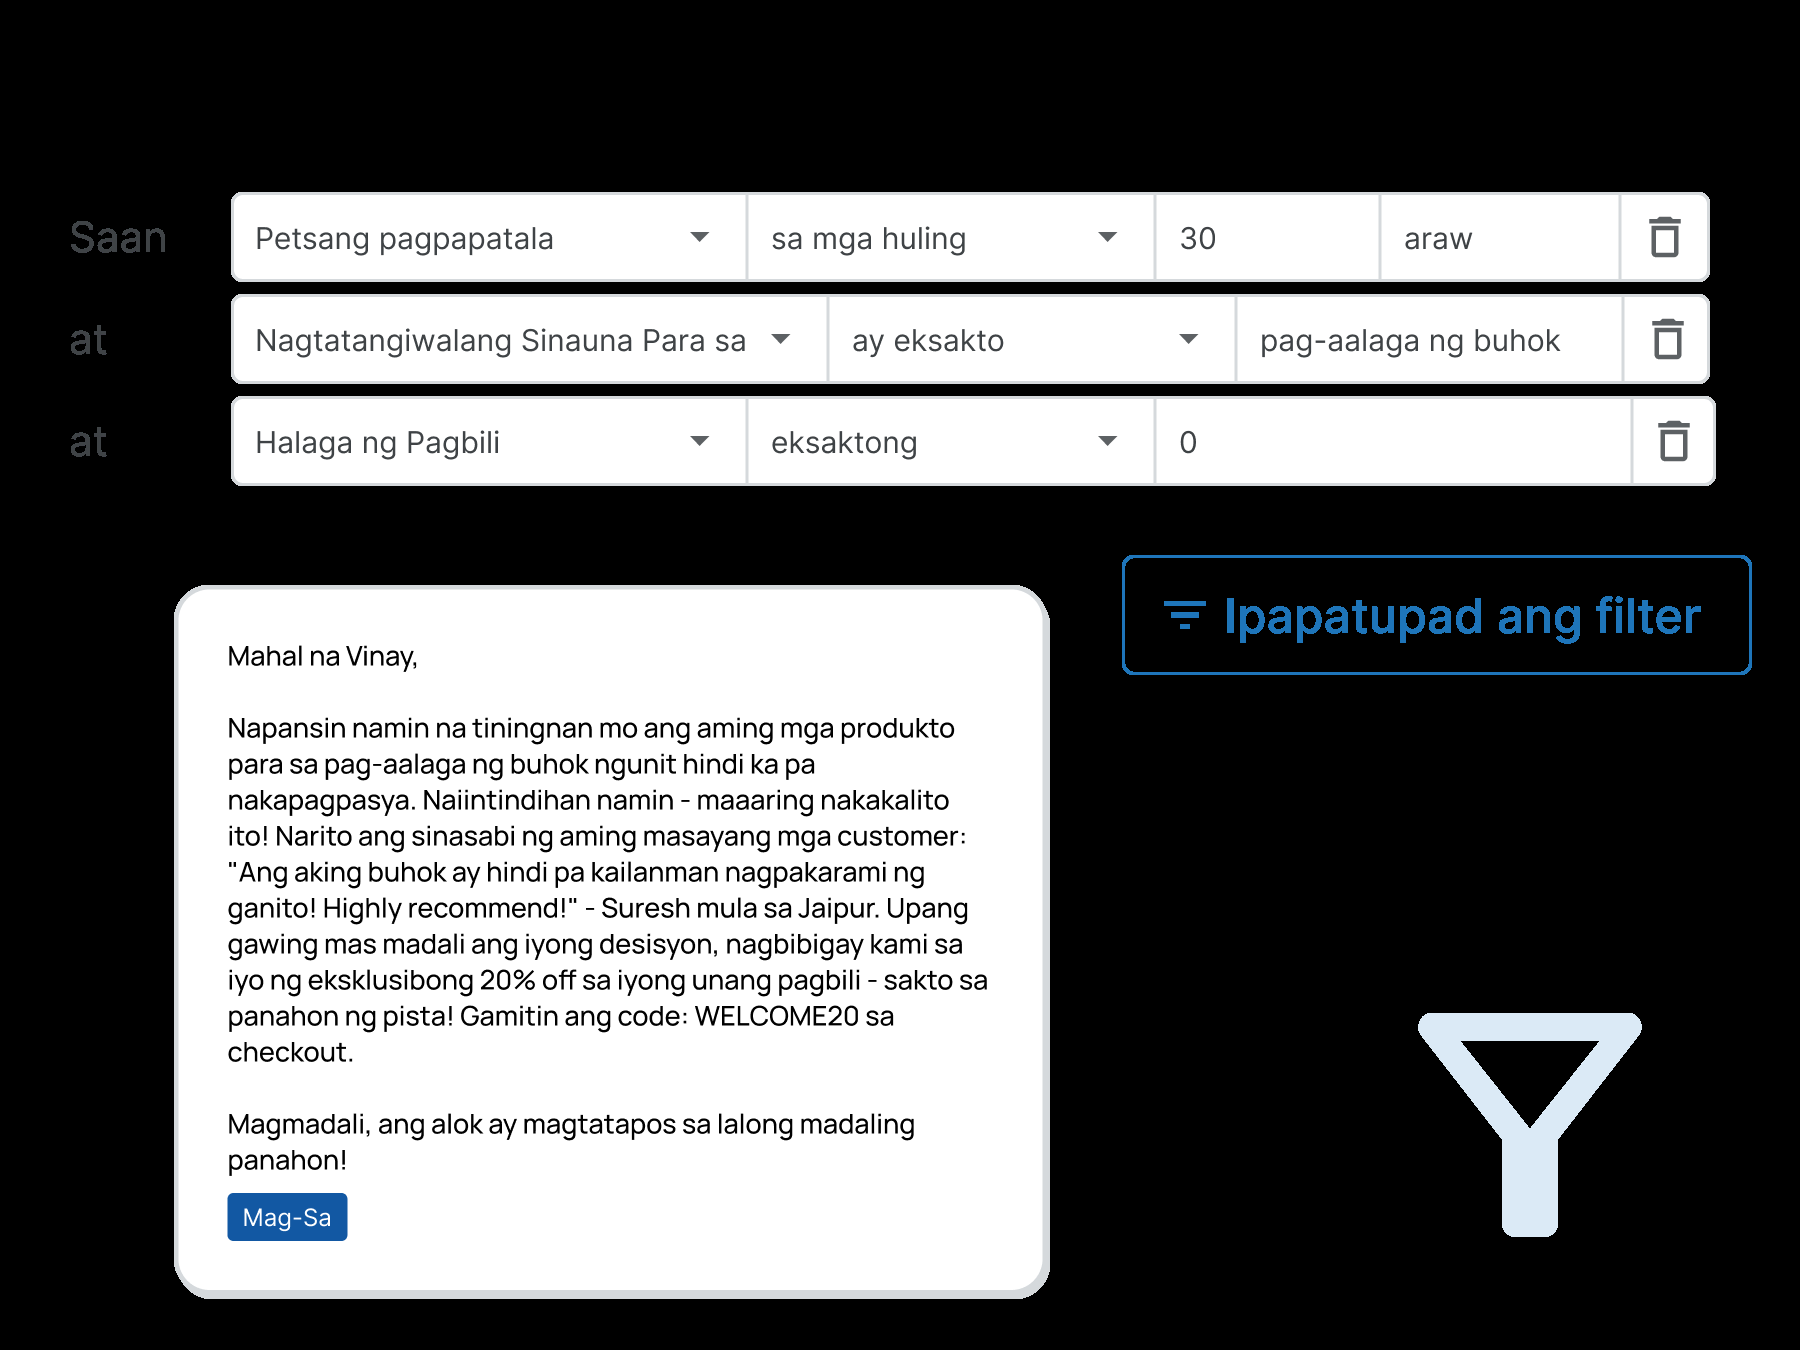 Saan Petsang pagpapatala sa mga huling 30 araw
at Nagtatangiwalang Sinauna Para sa ay eksakto pag-aalaga ng buhok
at Halaga ng Pagbili eksaktong 0
Ipapatupad ang filter
Mahal na Vinay,
Napansin namin na tiningnan mo ang aming mga produkto
para sa pag-aalaga ng buhok ngunit hindi ka pa
nakapagpasya. Naiintindihan namin - maaaring nakakalito
ito! Narito ang sinasabi ng aming masayang mga customer:
"Ang aking buhok ay hindi pa kailanman nagpakarami ng
ganito! Highly recommend!" - Suresh mula sa Jaipur. Upang
gawing mas madali ang iyong desisyon, nagbibigay kami sa
iyo ng eksklusibong 20% off sa iyong unang pagbili - sakto sa
panahon ng pista! Gamitin ang code: WELCOME20 sa
checkout.
Magmadali, ang alok ay magtatapos sa lalong madaling
panahon!
Mag-Sa